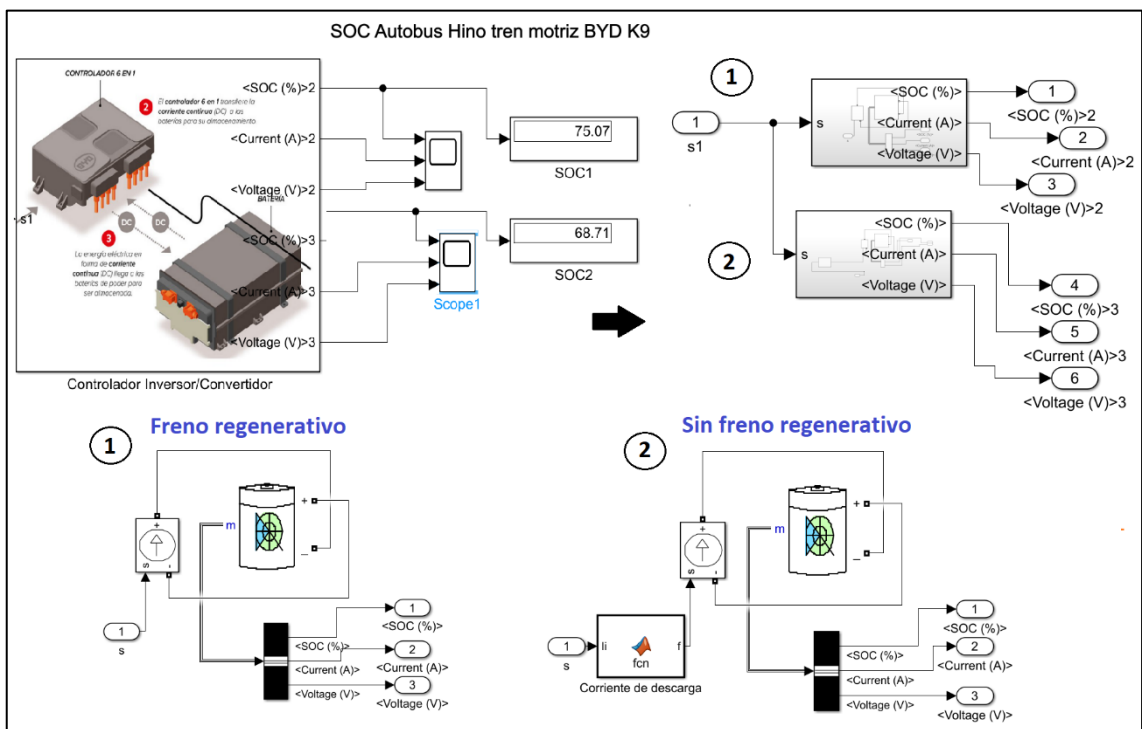 SOC Autobus Hino tren motriz BYD K9
CONTROLADOR 6 EN 1
2
El controlador 6 en 1 transfiere la
corriente continua (DC) a las
baterías para su almacenamiento.
BYD
s1
DC
DC
3
La energía eléctrica en
forma de corriente
continua (DC) llega a las
baterías de poder para
ser almacenada.
BATERÍA
<SOC (%)>2
<Current (A)>2
<Voltage (V)>2
<SOC (%)>3
<Current (A)>3
<Voltage (V)>3
Controlador Inversor/Convertidor
75.07
SOC1
68.71
SOC2
Scope1
1
1
s1
s
<SOC (%)>
<Current (A)>
<Voltage (V)>
1
<SOC (%)>2
2
<Current (A)>2
3
<Voltage (V)>2
2
s
<SOC (%)>
<Current (A)>
<Voltage (V)>
4
<SOC (%)>3
5
<Current (A)>3
6
<Voltage (V)>3
1
Freno regenerativo
+
s
-
m
+
_
1
s
<SOC (%)>
<Current (A)>
<Voltage (V)>
1
<SOC (%)>
2
<Current (A)>
3
<Voltage (V)>
2
Sin freno regenerativo
+
s
-
m
+
_
1
s
li
fcn
f
Corriente de descarga
<SOC (%)>
<Current (A)>
<Voltage (V)>
1
<SOC (%)>
2
<Current (A)>
3
<Voltage (V)>